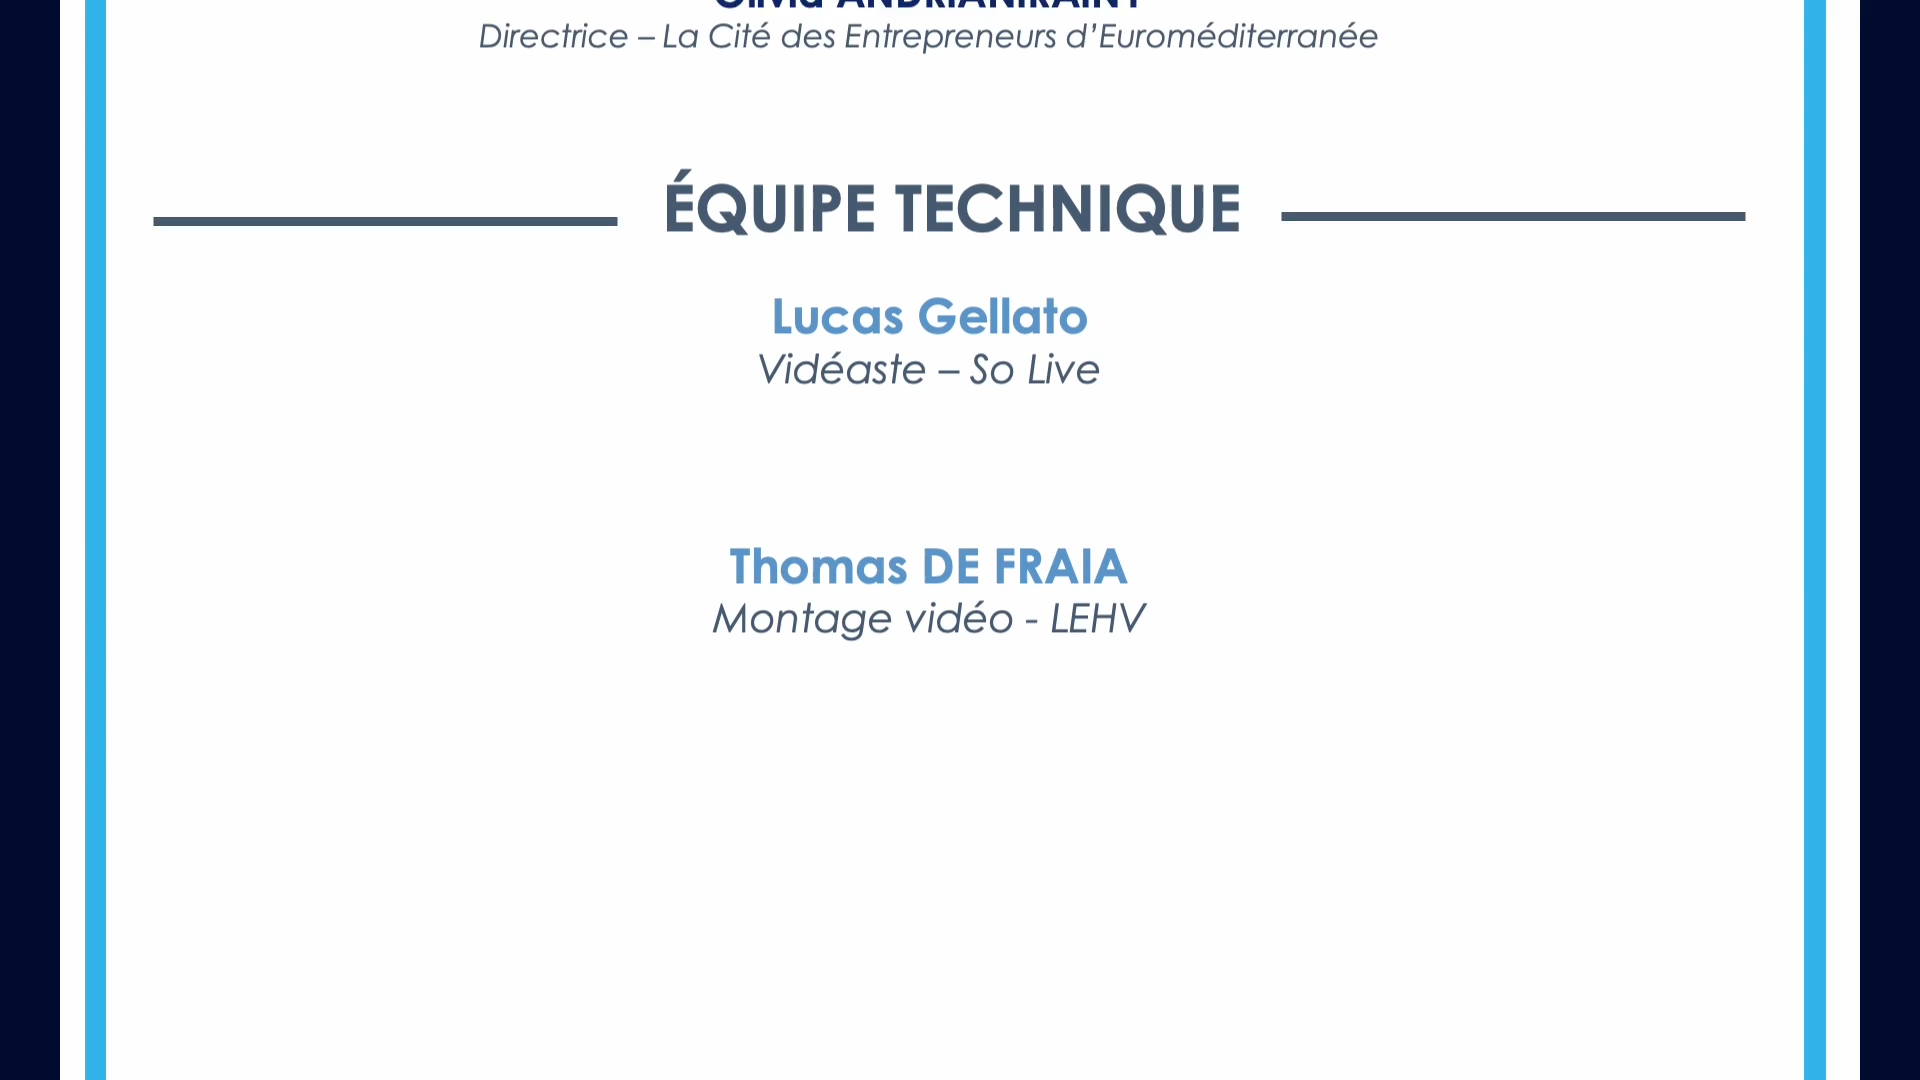 Directrice – La Cité des Entrepreneurs d’Euroméditerranée
ÉQUIPE TECHNIQUE
Lucas Gellato
Vidéaste – So Live
Thomas DE FRAIA
Montage vidéo - LEHV